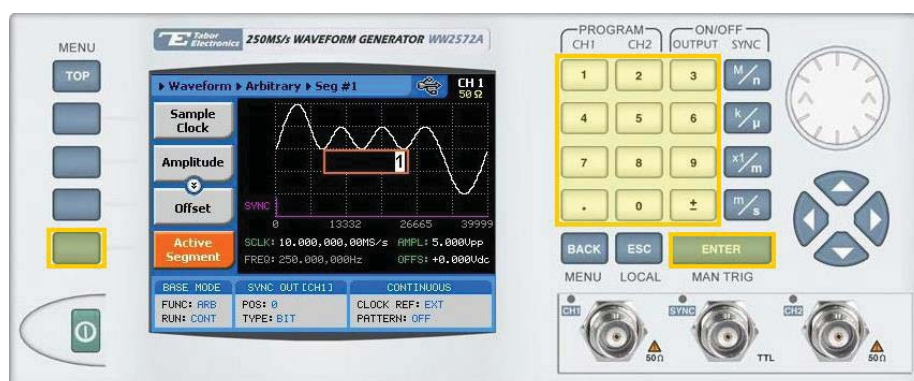 MENU
TOP
Tabor Electronics 250MS/s WAVEFORM GENERATOR WW2572A
Waveform Arbitrary Seg #1
CH 1
50 Ω
Sample Clock
Amplitude
Offset
Active Segment
1
SYNC
0 13332 26665 39999
SCLK: 10.000,000,00MS/s AMPL: 5.000Vpp
FREQ: 250.000,000Hz OFFS: +0.000Vdc
BASE MODE SYNC OUT [CH1] CONTINUOUS
FUNC: ARB POS: 0 CLOCK REF: EXT
RUN: CONT TYPE: BIT PATTERN: OFF
PROGRAM ON/OFF
CH1 CH2 OUTPUT SYNC
1 2 3 M/n
4 5 6 k/µ
7 8 9 x1/m
. 0 ± m/s
BACK ESC ENTER
MENU LOCAL MAN TRIG
CH1 SYNC CH2
50Ω TTL 50Ω